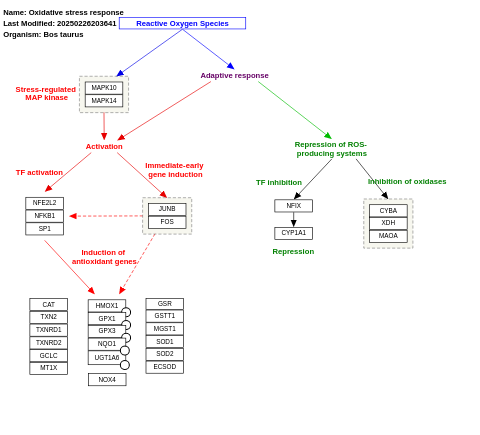 Name: Oxidative stress response
Last Modified: 20250226203641
Organism: Bos taurus
Reactive Oxygen Species
Adaptive response
Stress-regulated
MAP kinase
MAPK10
MAPK14
Activation
Repression of ROS-
producing systems
TF activation
Immediate-early
gene induction
TF inhibition
Inhibition of oxidases
NFE2L2
NFKB1
SP1
JUNB
FOS
NFIX
CYP1A1
Repression
CYBA
XDH
MAOA
Induction of
antioxidant genes
CAT
TXN2
TXNRD1
TXNRD2
GCLC
MT1X
HMOX1
GPX1
GPX3
NQO1
UGT1A6
NOX4
GSR
GSTT1
MGST1
SOD1
SOD2
ECSOD